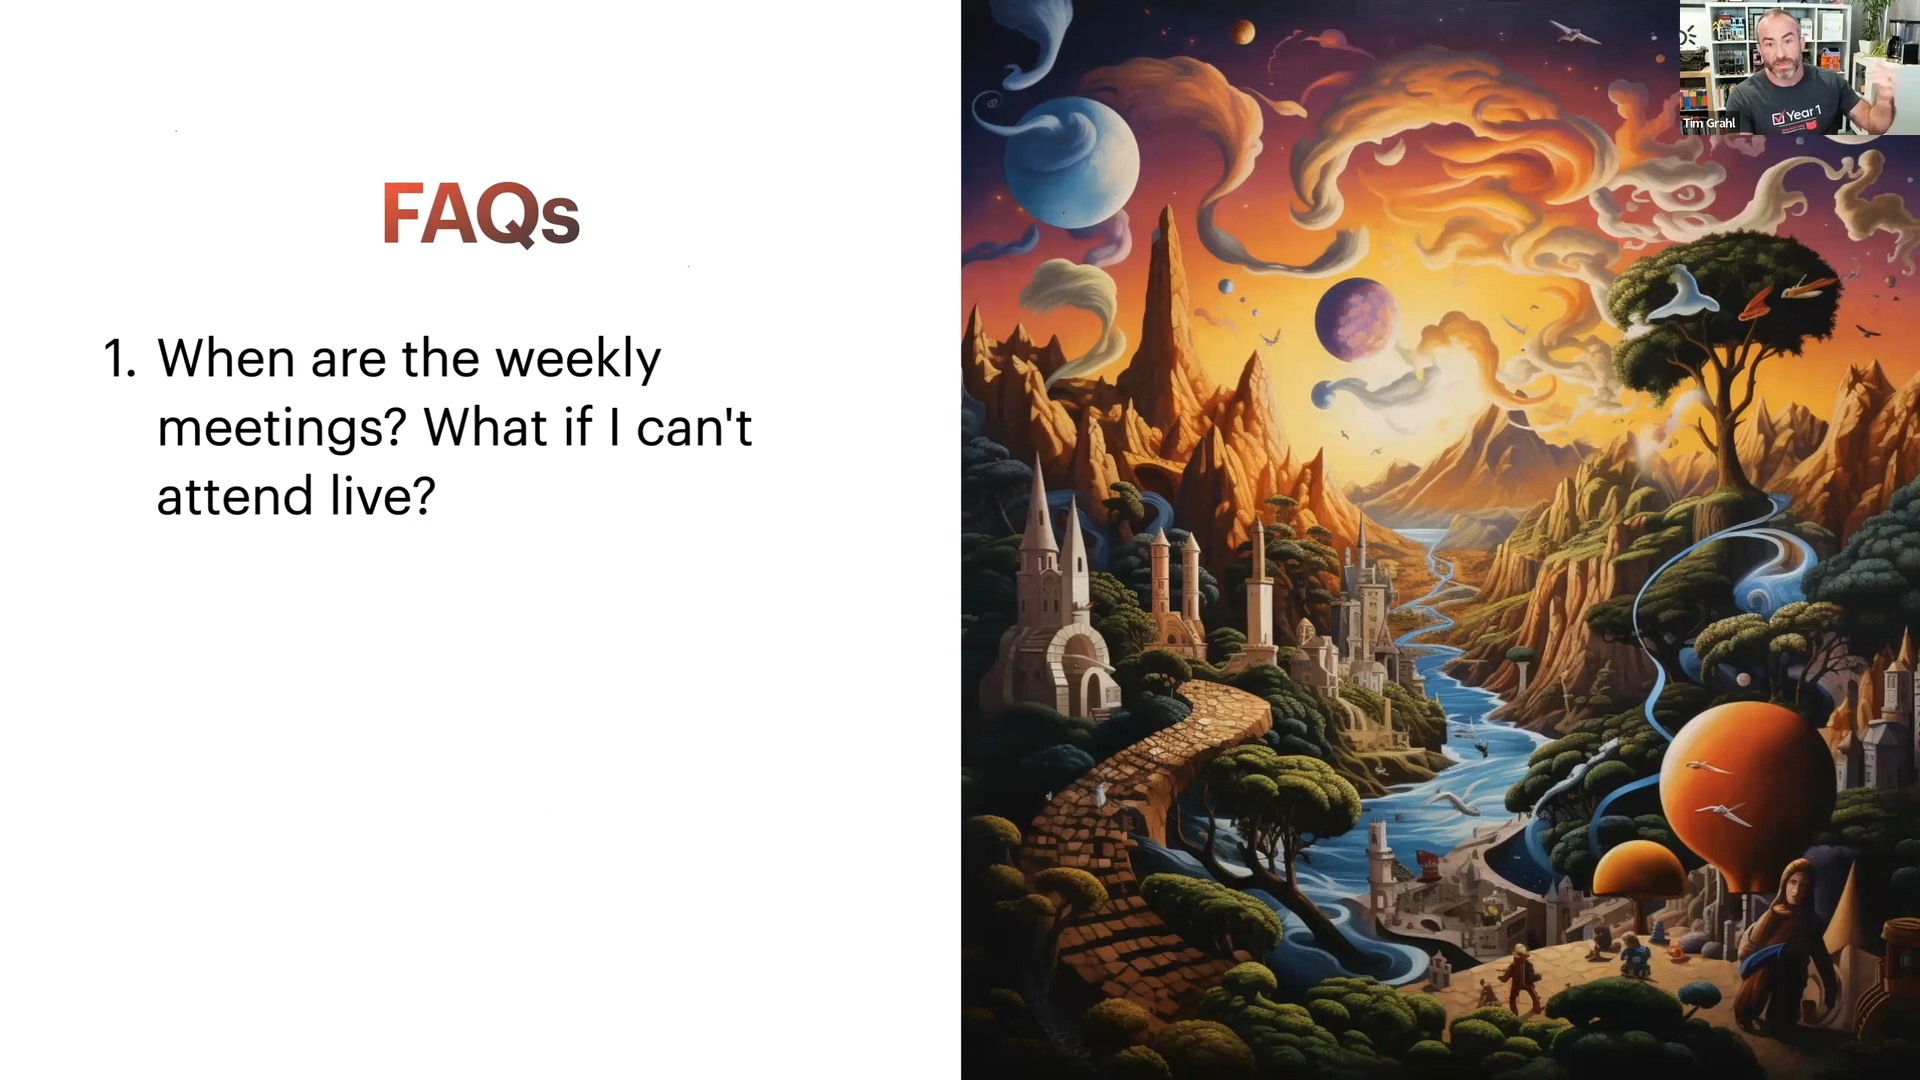 FAQs
1. When are the weekly
meetings? What if I can't
attend live?
Year 1
Tim Grahl